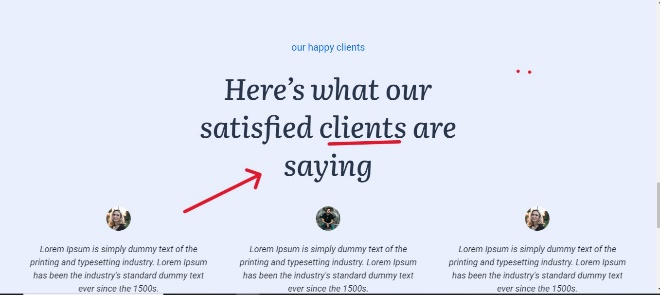 our happy clients
Here's what our
satisfied clients are
saying
Lorem Ipsum is simply dummy text of the
printing and typesetting industry. Lorem Ipsum
has been the industry's standard dummy text
ever since the 1500s.
Lorem Ipsum is simply dummy text of the
printing and typesetting industry. Lorem Ipsum
has been the industry's standard dummy text
ever since the 1500s.
Lorem Ipsum is simply dummy text of the
printing and typesetting industry. Lorem Ipsum
has been the industry's standard dummy text
ever since the 1500s.